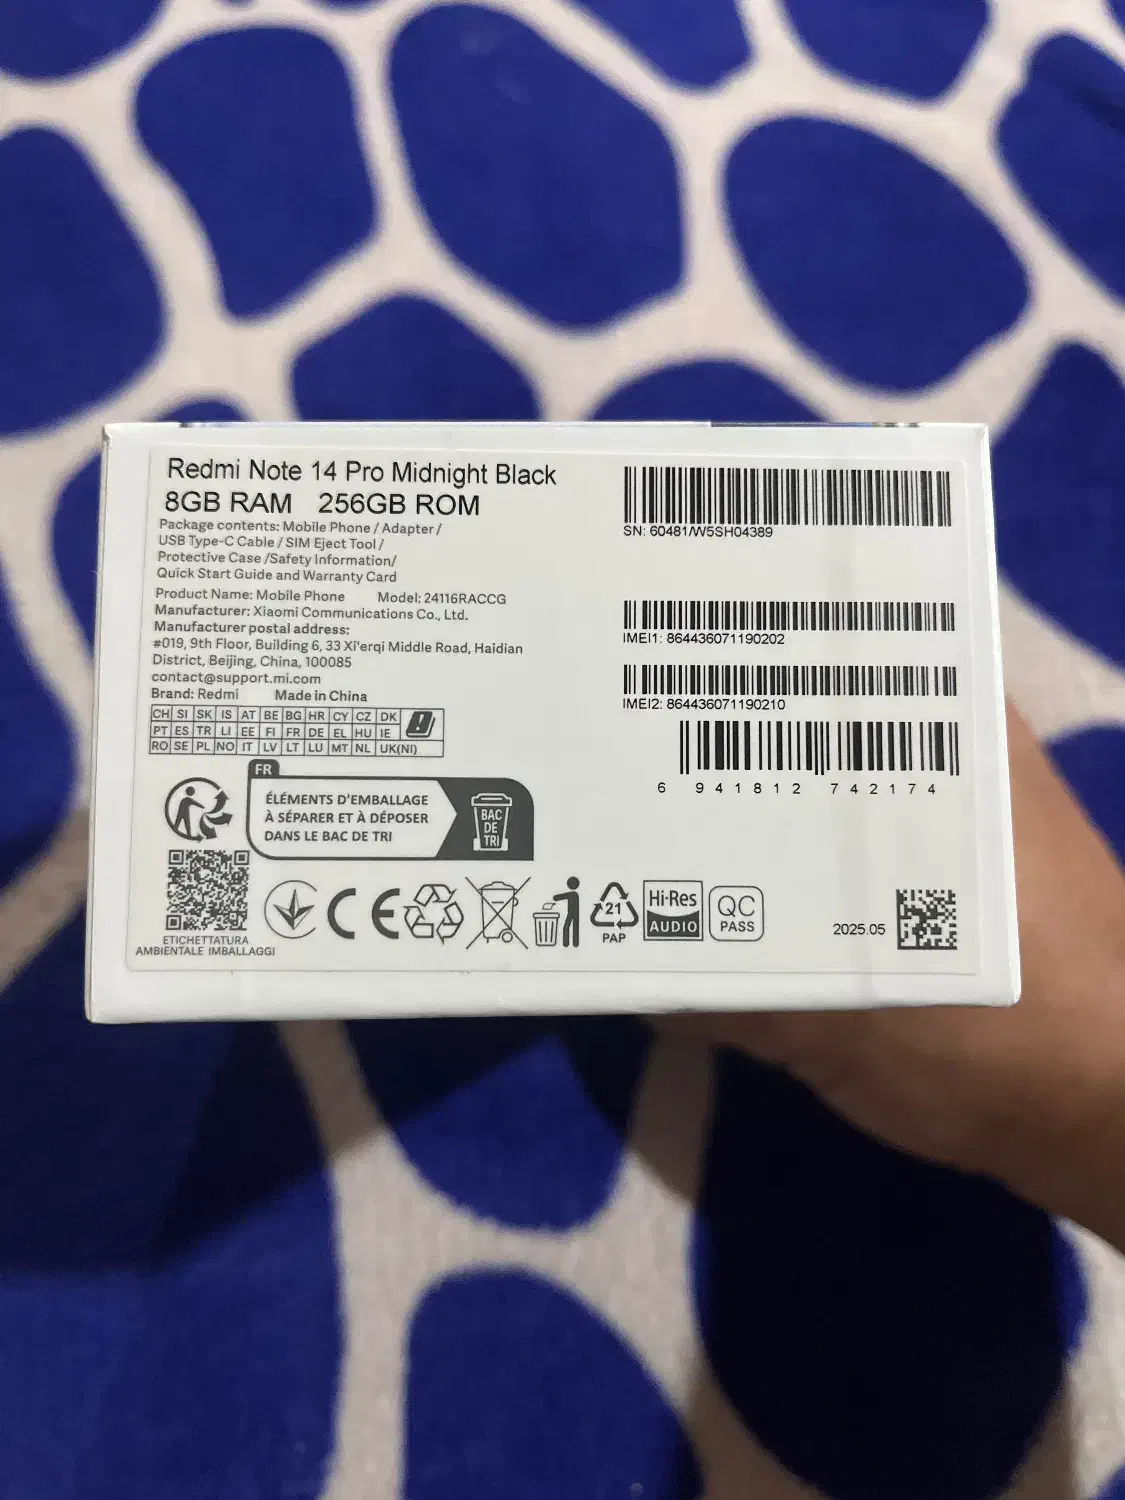 Redmi Note 14 Pro Midnight Black
8GB RAM 256GB ROM
Package contents: Mobile Phone / Adapter /
USB Type-C Cable / SIM Eject Tool /
Protective Case /Safety Information/
Quick Start Guide and Warranty Card
Product Name: Mobile Phone Model: 24116RACCG
Manufacturer: Xiaomi Communications Co., Ltd.
Manufacturer postal address:
#019, 9th Floor, Building 6, 33 Xi'erqi Middle Road, Haidian
District, Beijing, China, 100085
contact@support.mi.com
Brand: Redmi Made in China
CH SI SK IS AT BE BG HR CY CZ DK
PT ES TR LI EE FI FR DE EL HU IE
RO SE PL NO IT LV LT LU MT NL UK(NI)
FR
ÉLÉMENTS D'EMBALLAGE
À SÉPARER ET À DÉPOSER
DANS LE BAC DE TRI
BAC
DE
TRI
ETICHETTATURA
AMBIENTALE IMBALLAGGI
CE
21
PAP
Hi-Res
AUDIO
QC
PASS
SN: 60481/W5SH04389
IMEI1: 864436071190202
IMEI2: 864436071190210
6 941812 742174
2025.05